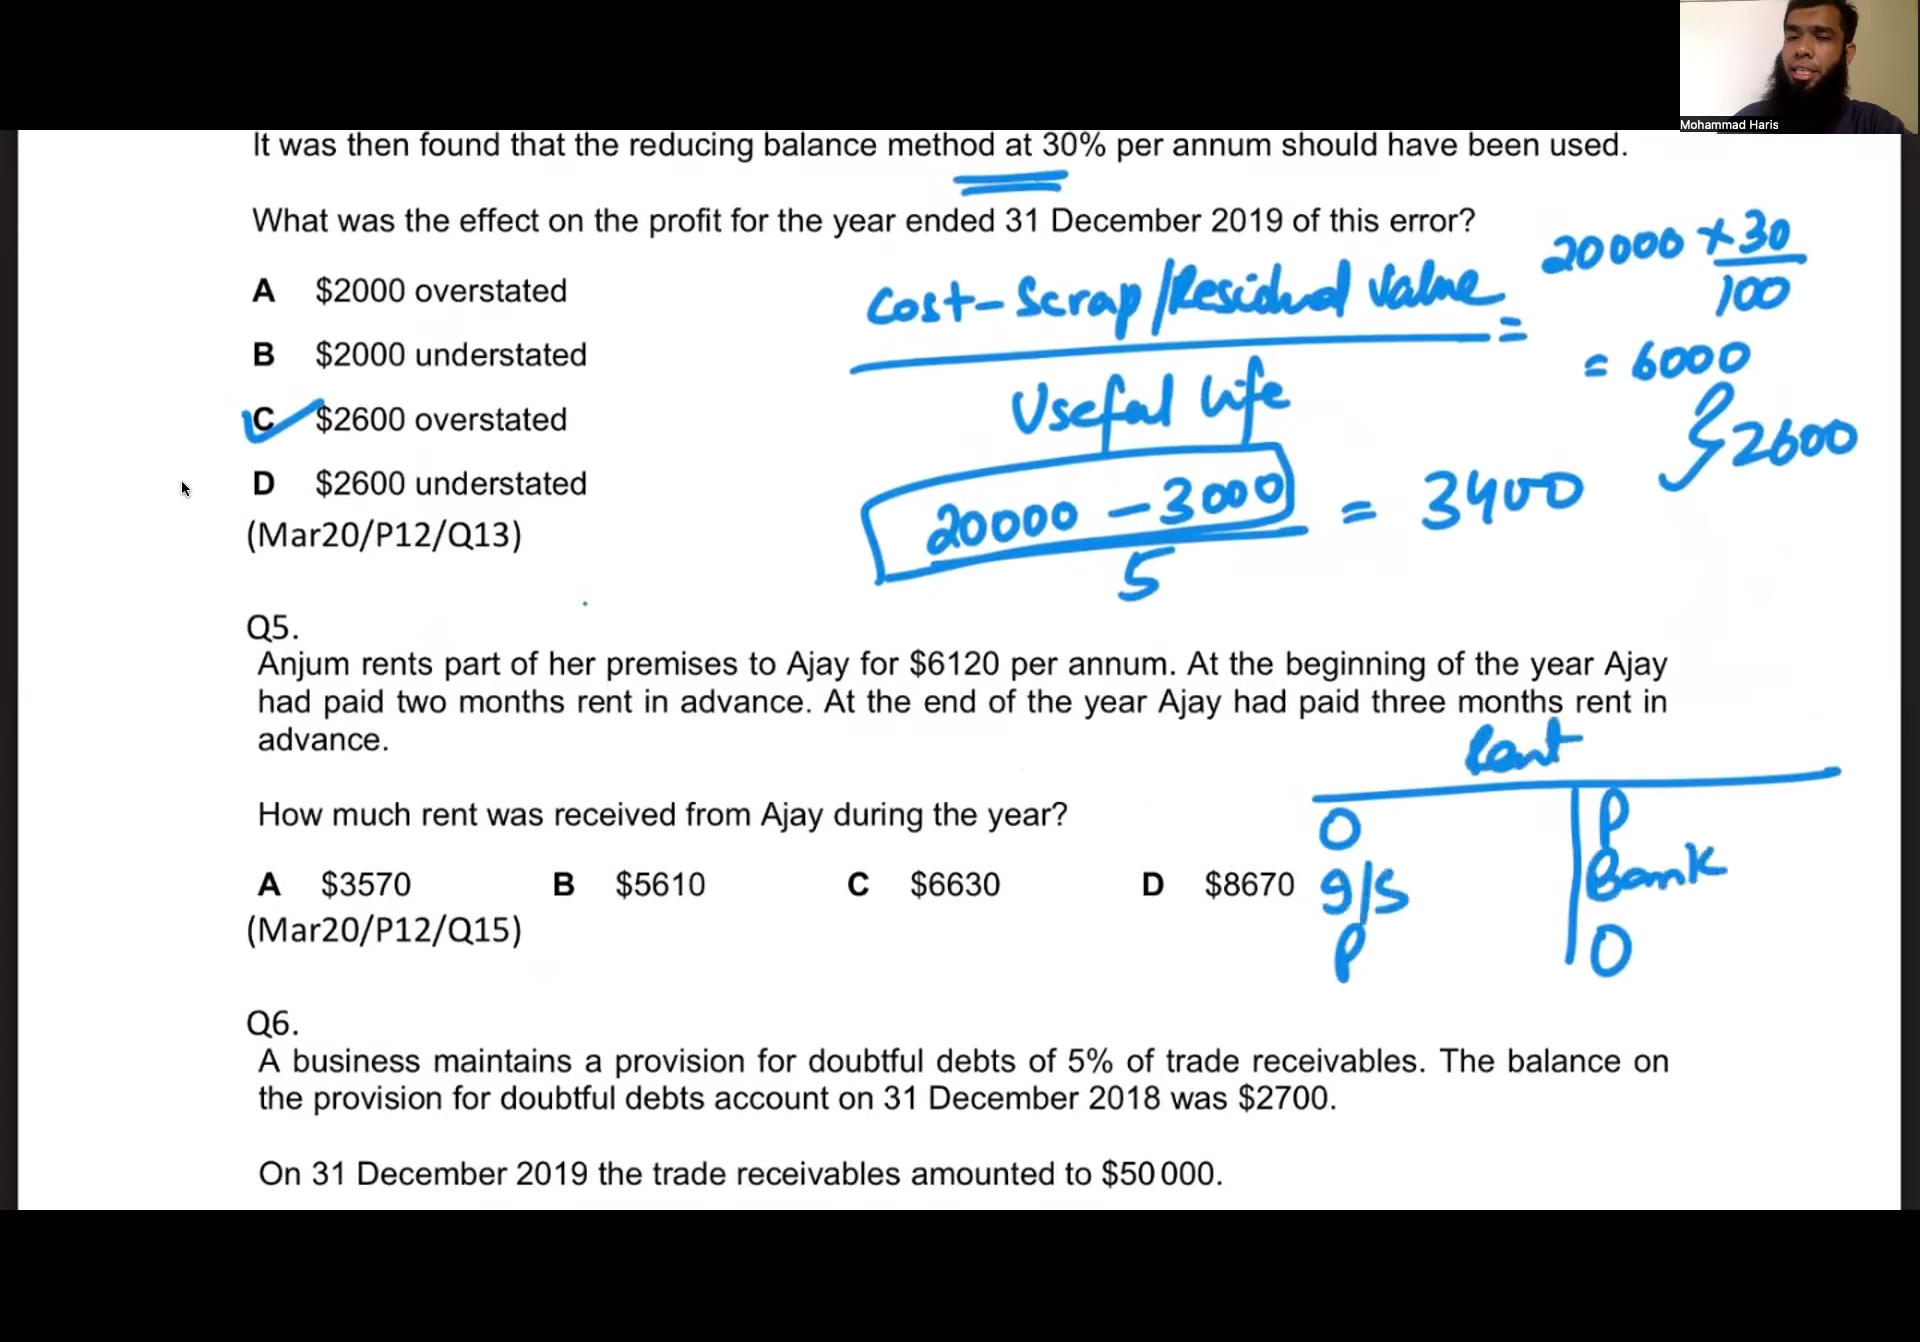 Mohammad Haris
It was then found that the reducing balance method at 30% per annum should have been used.
What was the effect on the profit for the year ended 31 December 2019 of this error?
A $2000 overstated
B $2000 understated
C $2600 overstated
D $2600 understated
(Mar20/P12/Q13)
Cost - Scrap/Residual Value =
Useful life
20000 - 3000 = 3400
5
20000 × 30
100
= 6000
2600
Q5.
Anjum rents part of her premises to Ajay for $6120 per annum. At the beginning of the year Ajay
had paid two months rent in advance. At the end of the year Ajay had paid three months rent in
advance.
How much rent was received from Ajay during the year?
A $3570 B $5610 C $6630 D $8670
(Mar20/P12/Q15)
Rent
O P
I/S Bank
P O
Q6.
A business maintains a provision for doubtful debts of 5% of trade receivables. The balance on
the provision for doubtful debts account on 31 December 2018 was $2700.
On 31 December 2019 the trade receivables amounted to $50 000.